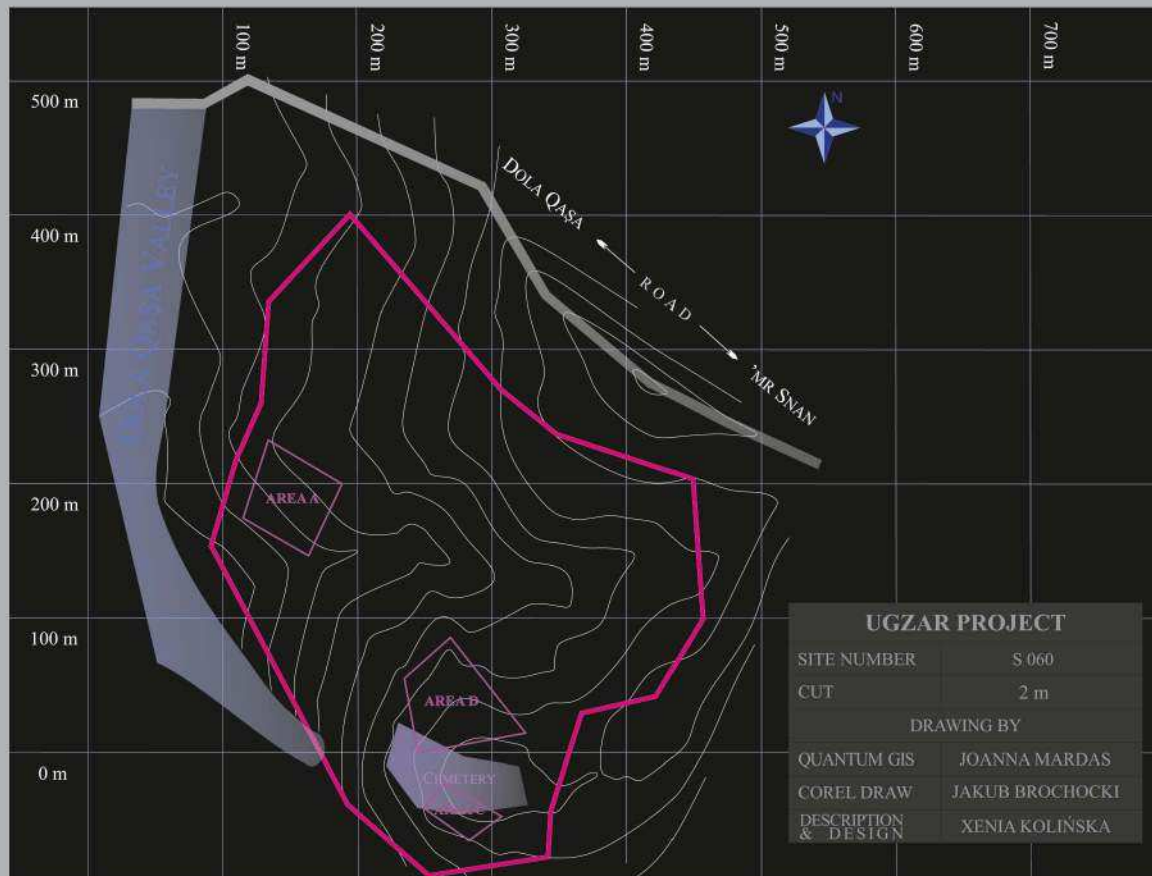 100 m
200 m
300 m
400 m
500 m
600 m
700 m
500 m
400 m
300 m
200 m
100 m
0 m
N
DOLA QAṢA
ROAD
'MR SNAN
QAṢA VALLEY
AREA A
AREA D
CEMETERY
UGZAR PROJECT
SITE NUMBER S 060
CUT 2 m
DRAWING BY
QUANTUM GIS JOANNA MARDAS
COREL DRAW JAKUB BROCHOCKI
DESCRIPTION
& DESIGN XENIA KOLIŃSKA